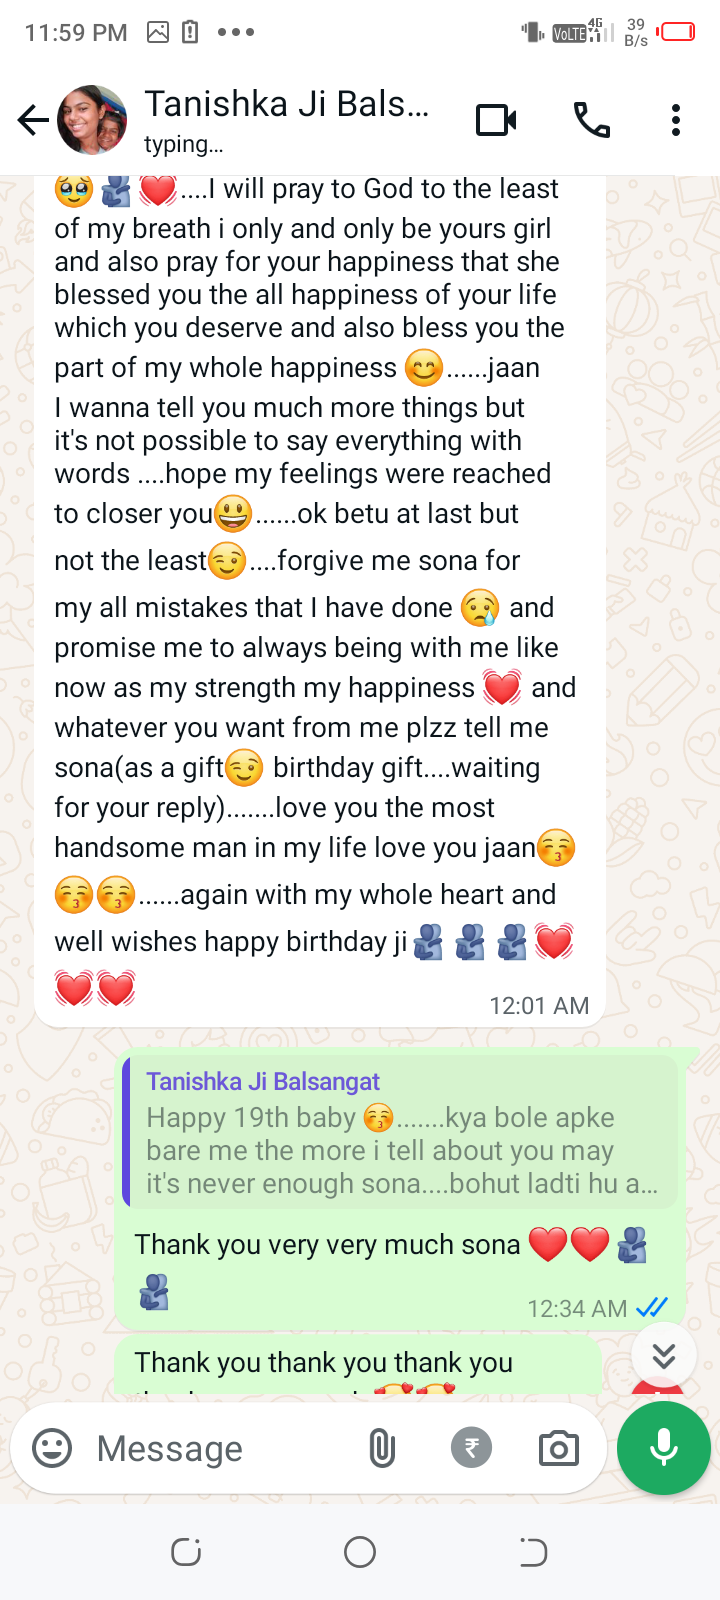 11:59 PM
VoLTE 4G 39 B/s
Tanishka Ji Bals...
typing...
🥹🫂💓....I will pray to God to the least
of my breath i only and only be yours girl
and also pray for your happiness that she
blessed you the all happiness of your life
which you deserve and also bless you the
part of my whole happiness 😊......jaan
I wanna tell you much more things but
it's not possible to say everything with
words ....hope my feelings were reached
to closer you😃......ok betu at last but
not the least😉....forgive me sona for
my all mistakes that I have done 😢 and
promise me to always being with me like
now as my strength my happiness 💓 and
whatever you want from me plzz tell me
sona(as a gift😉 birthday gift....waiting
for your reply).......love you the most
handsome man in my life love you jaan😚
😚😚......again with my whole heart and
well wishes happy birthday ji🫂🫂🫂💓
💓💓
12:01 AM
Tanishka Ji Balsangat
Happy 19th baby 😚.......kya bole apke
bare me the more i tell about you may
it's never enough sona....bohut ladti hu a...
Thank you very very much sona ❤️❤️🫂
🫂
12:34 AM
Thank you thank you thank you
Message
₹